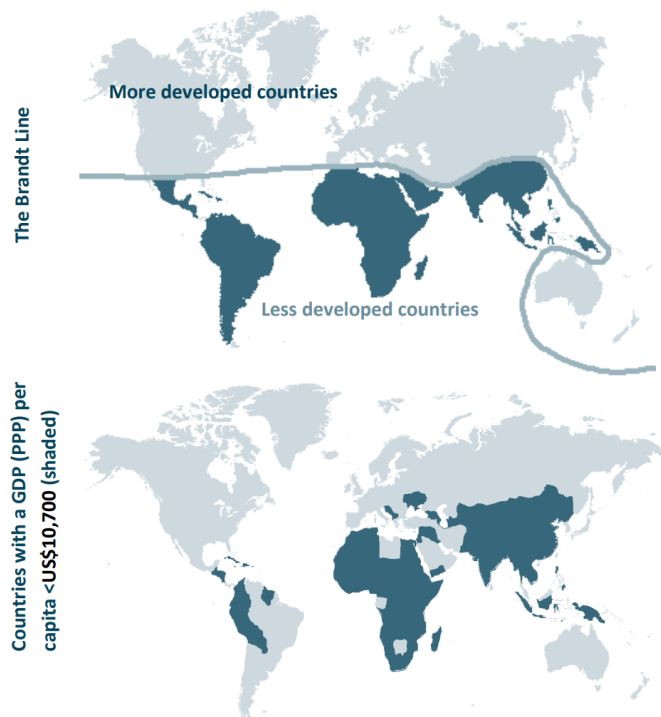 The Brandt Line
More developed countries
Less developed countries
Countries with a GDP (PPP) per
capita <US$10,700 (shaded)